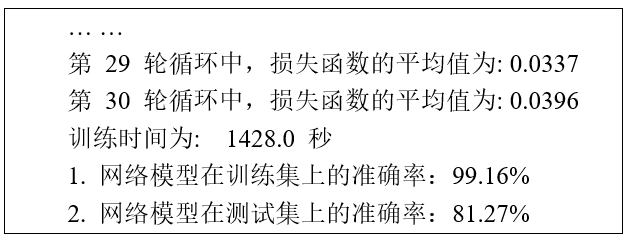 … …
第 29 轮循环中，损失函数的平均值为: 0.0337
第 30 轮循环中，损失函数的平均值为: 0.0396
训练时间为:   1428.0 秒
1. 网络模型在训练集上的准确率：99.16%
2. 网络模型在测试集上的准确率：81.27%